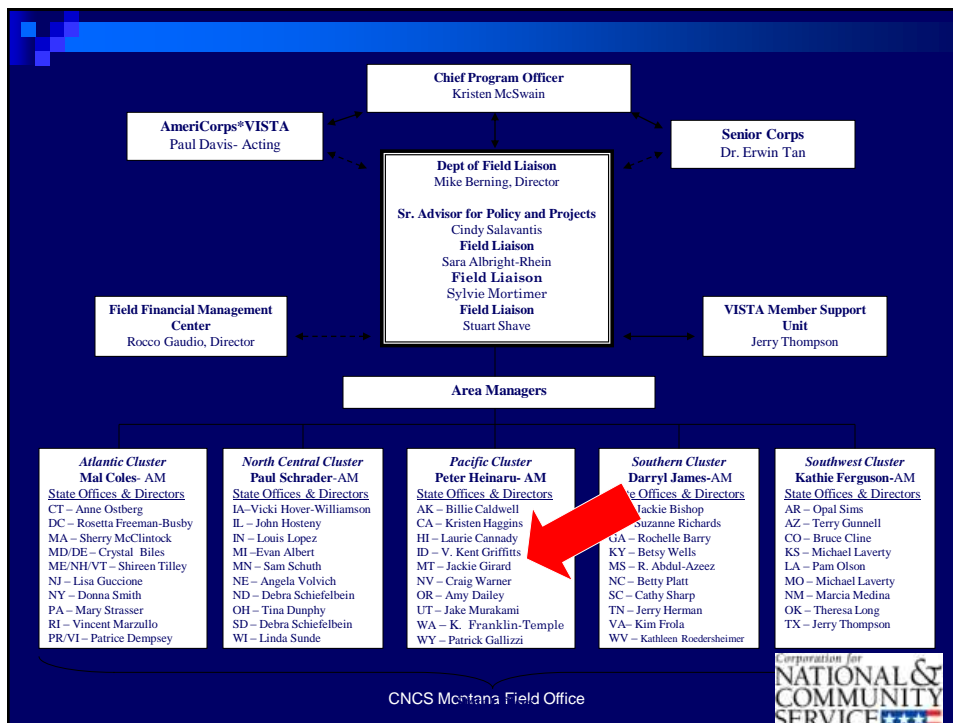 Chief Program Officer
Kristen McSwain
AmeriCorps*VISTA
Paul Davis- Acting
Senior Corps
Dr. Erwin Tan
Dept of Field Liaison
Mike Berning, Director
Sr. Advisor for Policy and Projects
Cindy Salavantis
Field Liaison
Sara Albright-Rhein
Field Liaison
Sylvie Mortimer
Field Liaison
Stuart Shave
Field Financial Management
Center
Rocco Gaudio, Director
VISTA Member Support
Unit
Jerry Thompson
Area Managers
Atlantic Cluster
Mal Coles- AM
State Offices & Directors
CT – Anne Ostberg
DC – Rosetta Freeman-Busby
MA – Sherry McClintock
MD/DE – Crystal Biles
ME/NH/VT – Shireen Tilley
NJ – Lisa Guccione
NY – Donna Smith
PA – Mary Strasser
RI – Vincent Marzullo
PR/VI – Patrice Dempsey
North Central Cluster
Paul Schrader-AM
State Offices & Directors
IA–Vicki Hover-Williamson
IL – John Hosteny
IN – Louis Lopez
MI –Evan Albert
MN – Sam Schuth
NE – Angela Volvich
ND – Debra Schiefelbein
OH – Tina Dunphy
SD – Debra Schiefelbein
WI – Linda Sunde
Pacific Cluster
Peter Heinaru- AM
State Offices & Directors
AK – Billie Caldwell
CA – Kristen Haggins
HI – Laurie Cannady
ID – V. Kent Griffitts
MT – Jackie Girard
NV – Craig Warner
OR – Amy Dailey
UT – Jake Murakami
WA – K. Franklin-Temple
WY – Patrick Gallizzi
Southern Cluster
Darryl James-AM
Offices & Directors
Jackie Bishop
Suzanne Richards
GA – Rochelle Barry
KY – Betsy Wells
MS – R. Abdul-Azeez
NC – Betty Platt
SC – Cathy Sharp
TN – Jerry Herman
VA– Kim Frola
WV – Kathleen Roedersheimer
Southwest Cluster
Kathie Ferguson-AM
State Offices & Directors
AR – Opal Sims
AZ – Terry Gunnell
CO – Bruce Cline
KS – Michael Laverty
LA – Pam Olson
MO – Michael Laverty
NM – Marcia Medina
OK – Theresa Long
TX – Jerry Thompson
CNCS Montana Field Office
Corporation for
NATIONAL &
COMMUNITY
SERVICE